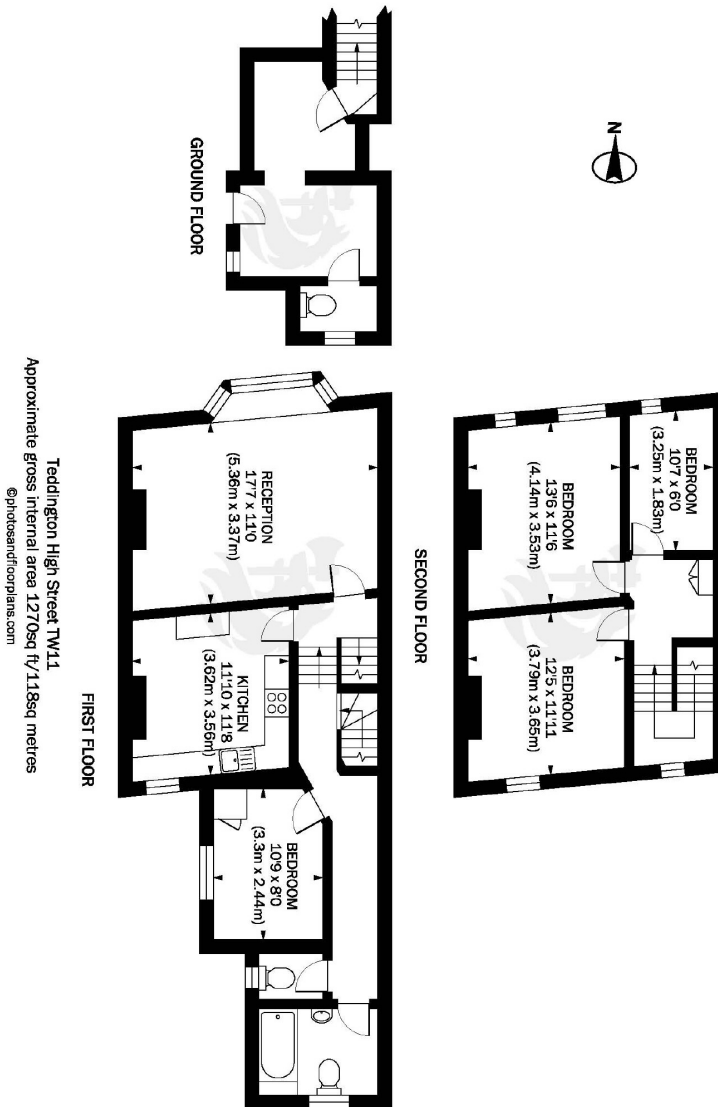 N
GROUND FLOOR
BEDROOM
10'7 x 6'0
(3.25m x 1.83m)
BEDROOM
13'6 x 11'6
(4.14m x 3.53m)
BEDROOM
12'5 x 11'11
(3.79m x 3.65m)
SECOND FLOOR
RECEPTION
17'7 x 11'0
(5.36m x 3.37m)
KITCHEN
11'10 x 11'8
(3.62m x 3.56m)
BEDROOM
10'9 x 8'0
(3.3m x 2.44m)
FIRST FLOOR
Teddington High Street TW11
Approximate gross internal area 1270sq ft/118sq metres
©photosandfloorplans.com